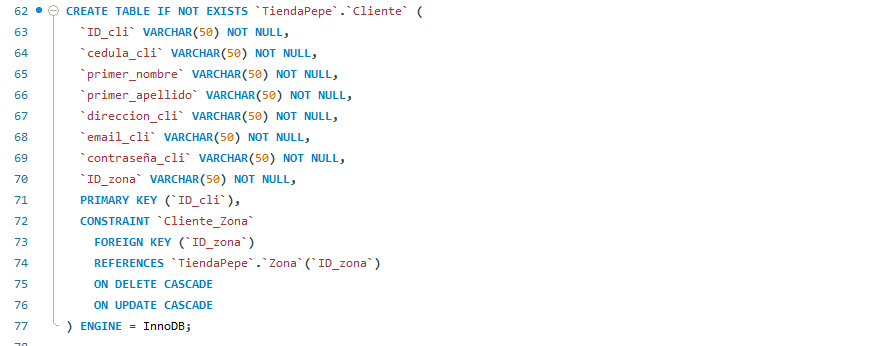 62 CREATE TABLE IF NOT EXISTS `TiendaPepe`.`Cliente` (
63 `ID_cli` VARCHAR(50) NOT NULL,
64 `cedula_cli` VARCHAR(50) NOT NULL,
65 `primer_nombre` VARCHAR(50) NOT NULL,
66 `primer_apellido` VARCHAR(50) NOT NULL,
67 `direccion_cli` VARCHAR(50) NOT NULL,
68 `email_cli` VARCHAR(50) NOT NULL,
69 `contraseña_cli` VARCHAR(50) NOT NULL,
70 `ID_zona` VARCHAR(50) NOT NULL,
71 PRIMARY KEY (`ID_cli`),
72 CONSTRAINT `Cliente_Zona`
73 FOREIGN KEY (`ID_zona`)
74 REFERENCES `TiendaPepe`.`Zona`(`ID_zona`)
75 ON DELETE CASCADE
76 ON UPDATE CASCADE
77 ) ENGINE = InnoDB;